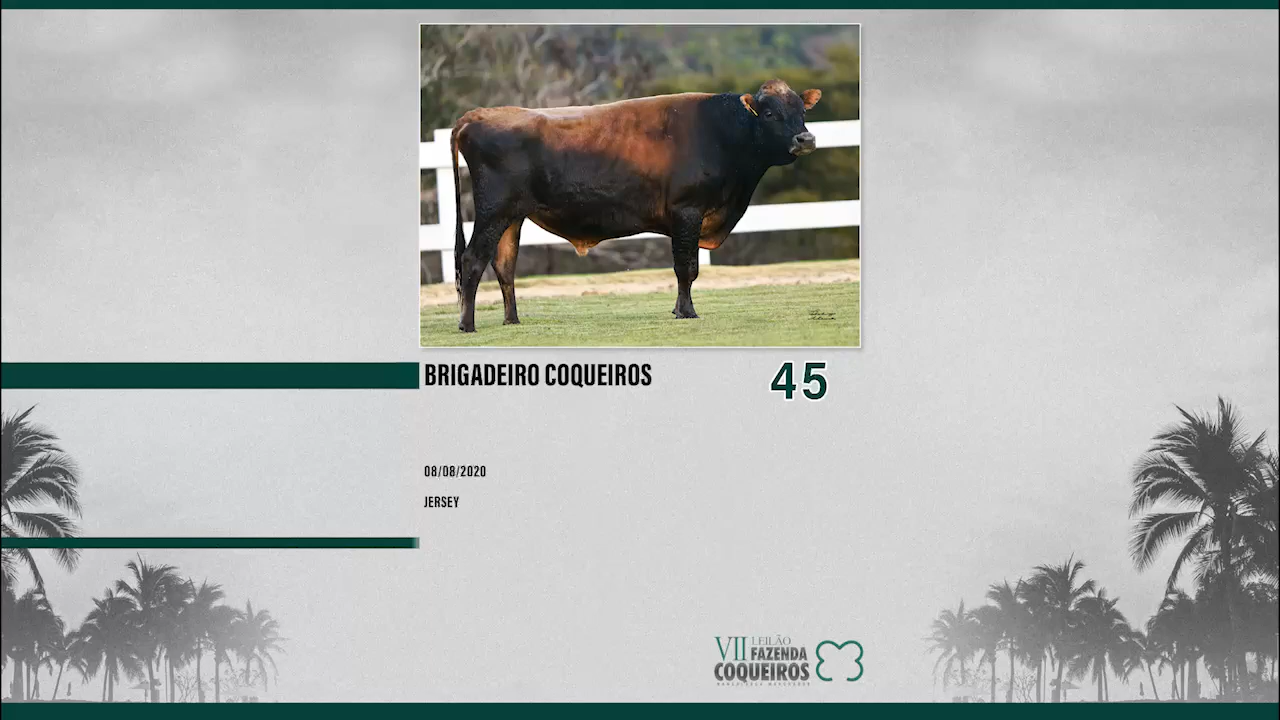 BRIGADEIRO COQUEIROS
45
08/08/2020
JERSEY
VII LEILÃO
FAZENDA
COQUEIROS